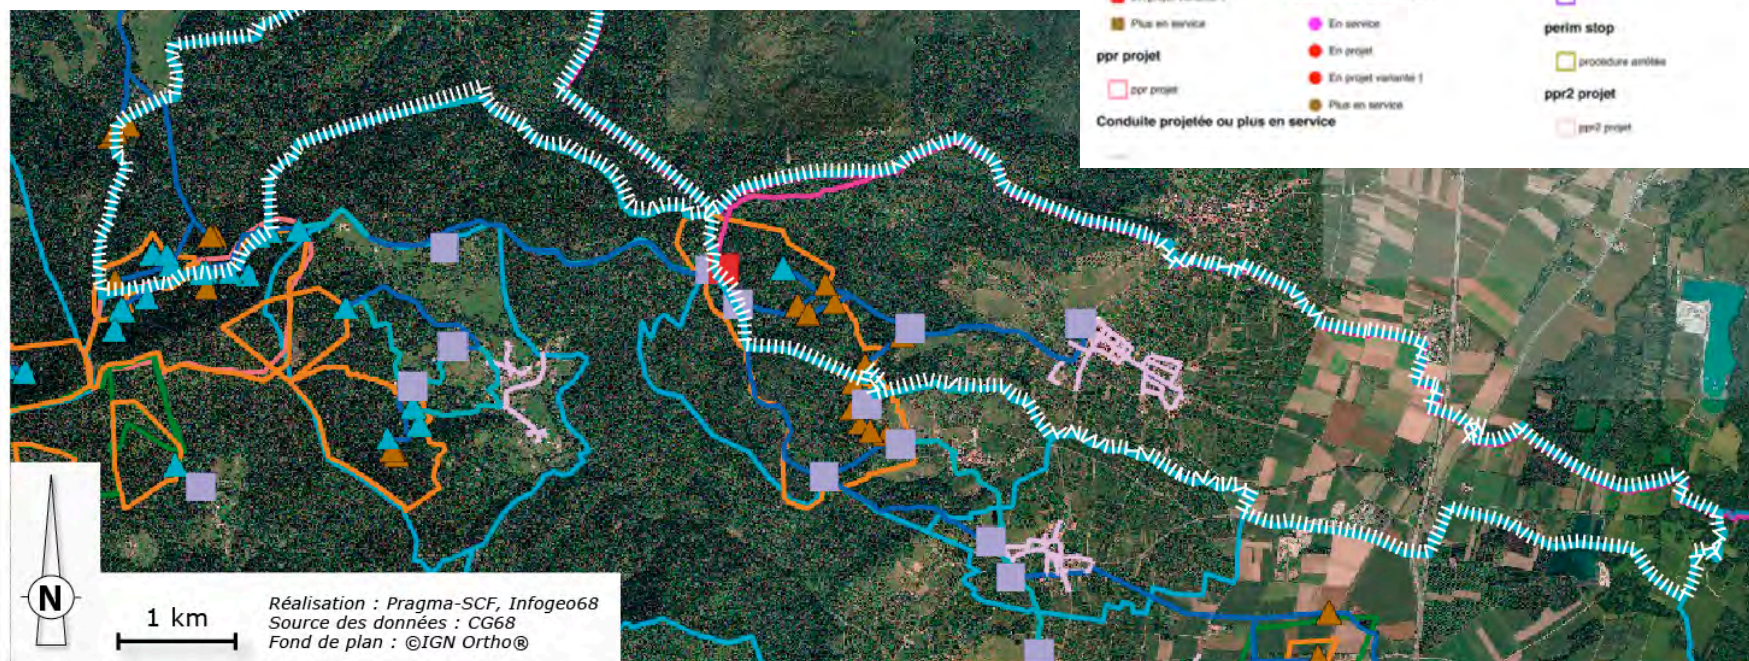 Plus en service
ppr projet
ppr projet
Conduite projetée ou plus en service
En service
En projet
En projet variante 1
Plus en service
perim stop
procédure arrêtée
ppr2 projet
ppr2 projet
N
1 km
Réalisation : Pragma-SCF, Infogeo68
Source des données : CG68
Fond de plan : ©IGN Ortho®